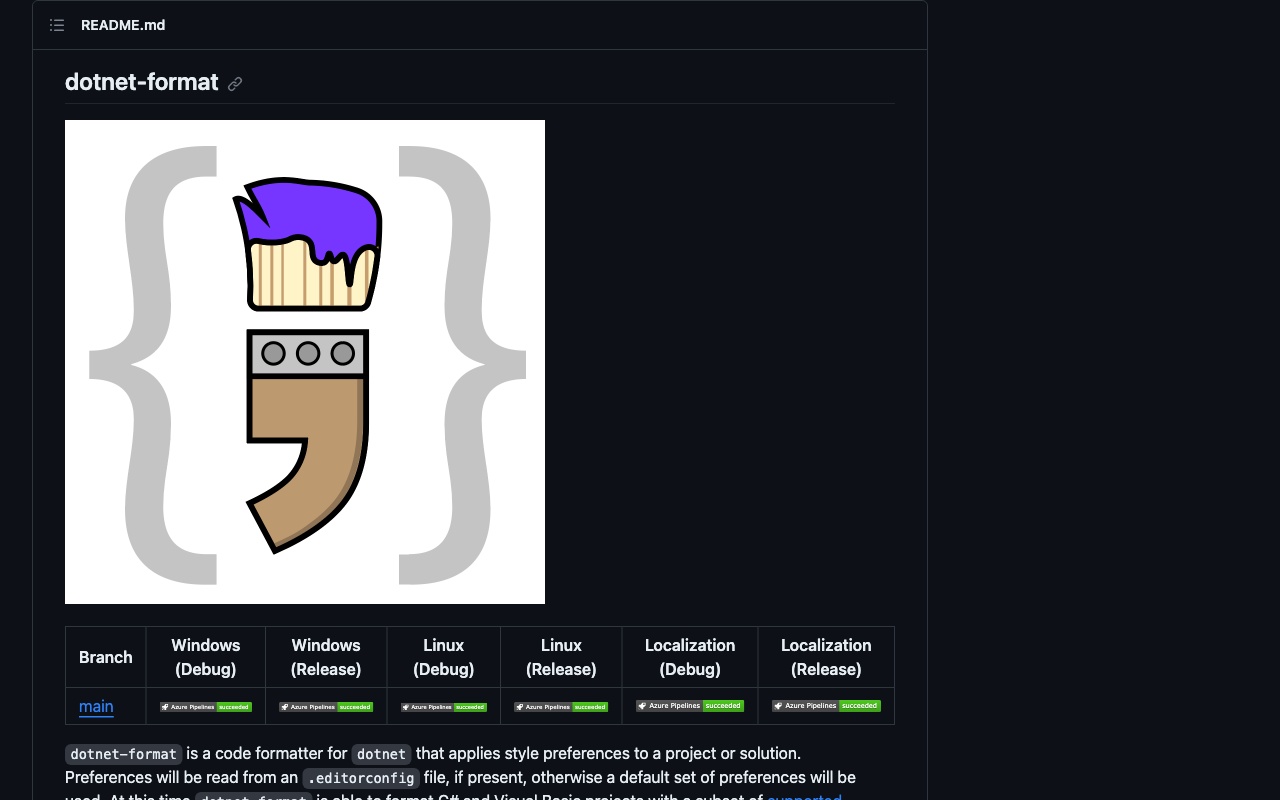 README.md
dotnet-format
Branch
Windows (Debug)
Windows (Release)
Linux (Debug)
Linux (Release)
Localization (Debug)
Localization (Release)
main
Azure Pipelines succeeded
Azure Pipelines succeeded
Azure Pipelines succeeded
Azure Pipelines succeeded
Azure Pipelines succeeded
Azure Pipelines succeeded
dotnet-format is a code formatter for dotnet that applies style preferences to a project or solution.
Preferences will be read from an .editorconfig file, if present, otherwise a default set of preferences will be
used. At this time dotnet-format is able to format C# and Visual Basic projects with a subset of supported